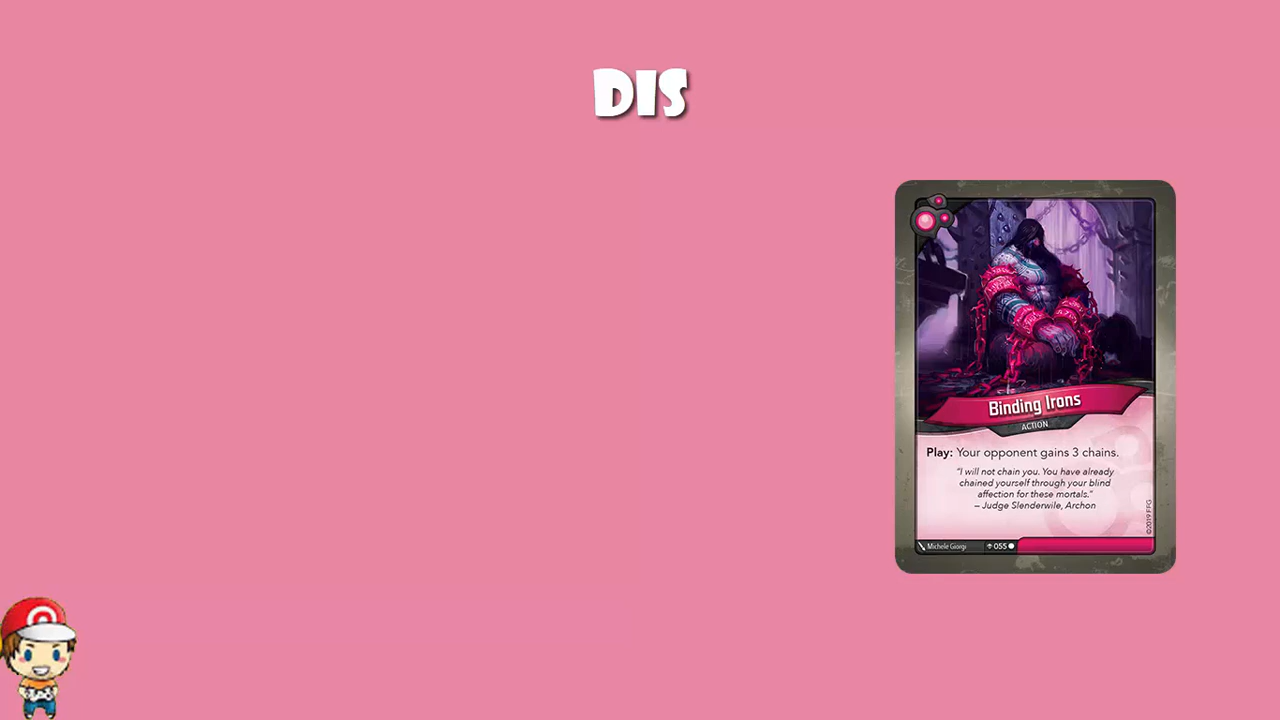 DIS
Binding Irons
ACTION
Play: Your opponent gains 3 chains.
"I will not chain you. You have already
chained yourself through your blind
affection for these mortals."
– Judge Slenderwile, Archon
©2019 FFG
Michele Giorgi
055